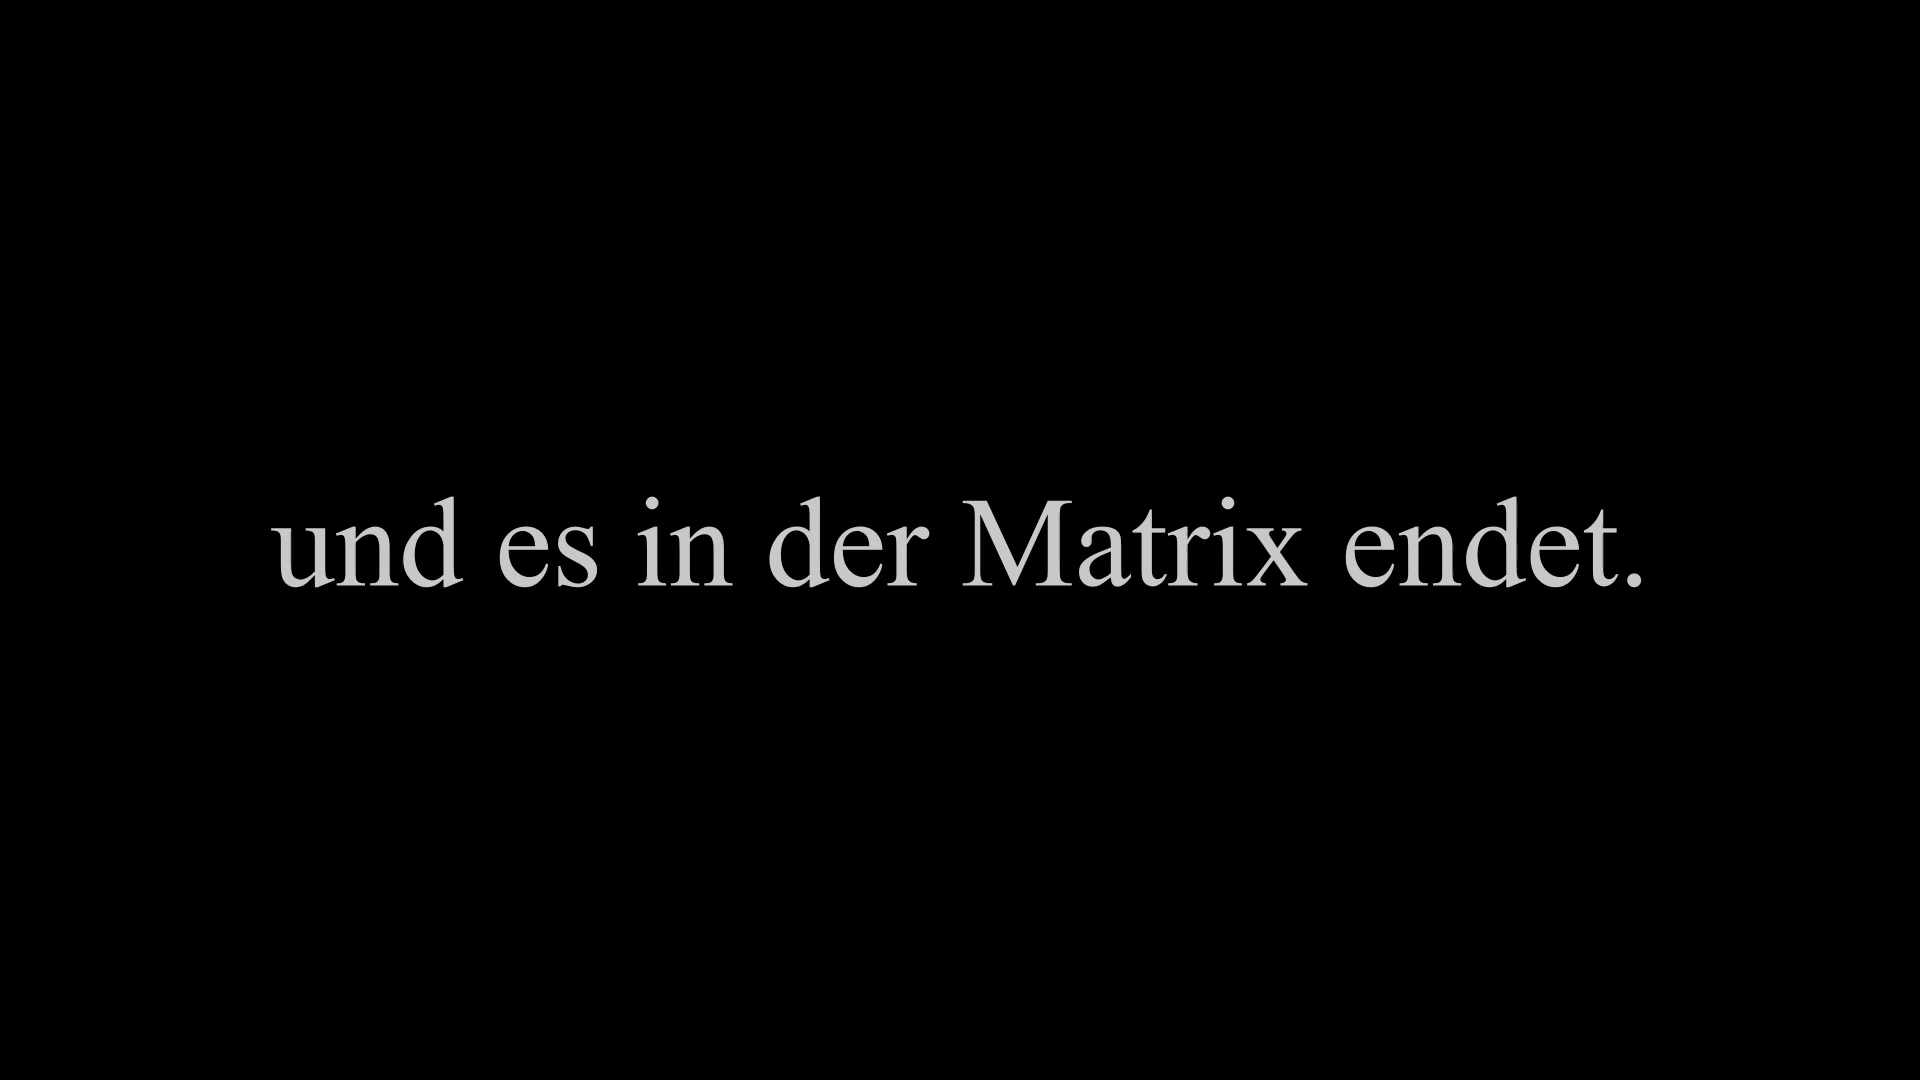 und es in der Matrix endet.